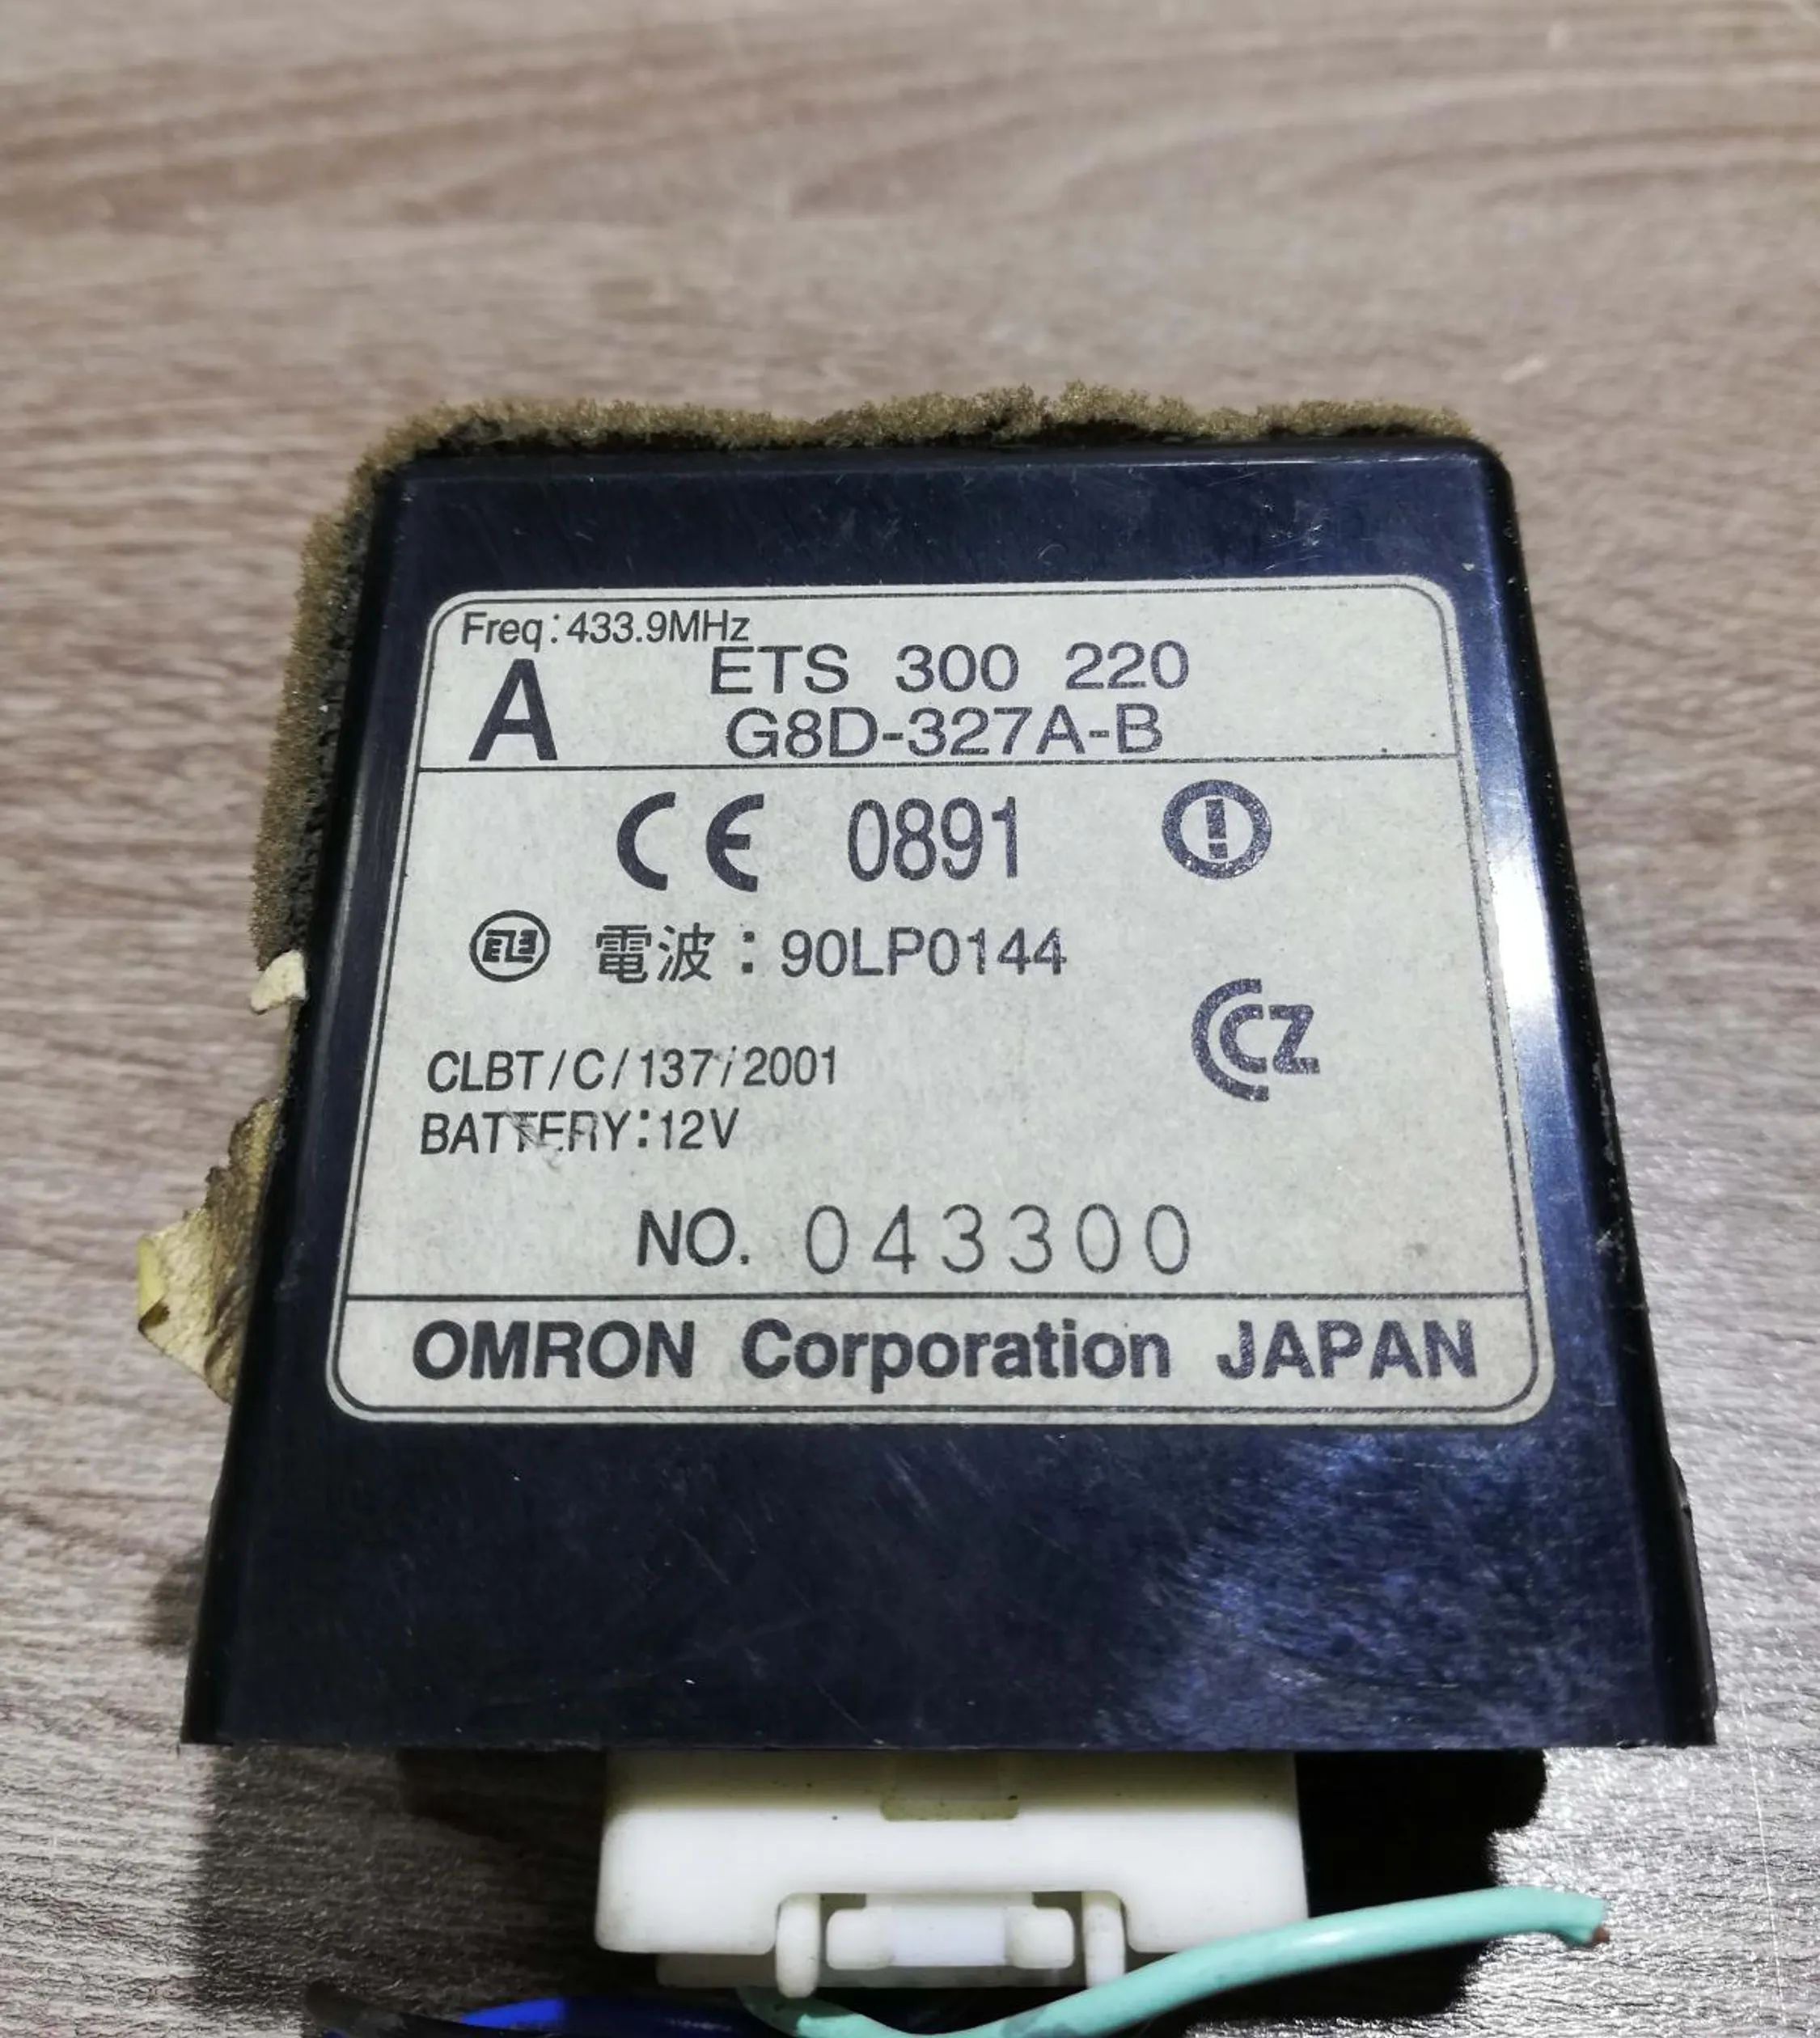 Freq:433.9MHz
A
ETS 300 220
G8D-327A-B
CE 0891
電波:90LP0144
CCZ
CLBT/C/137/2001
BATTERY:12V
NO. 043300
OMRON Corporation JAPAN